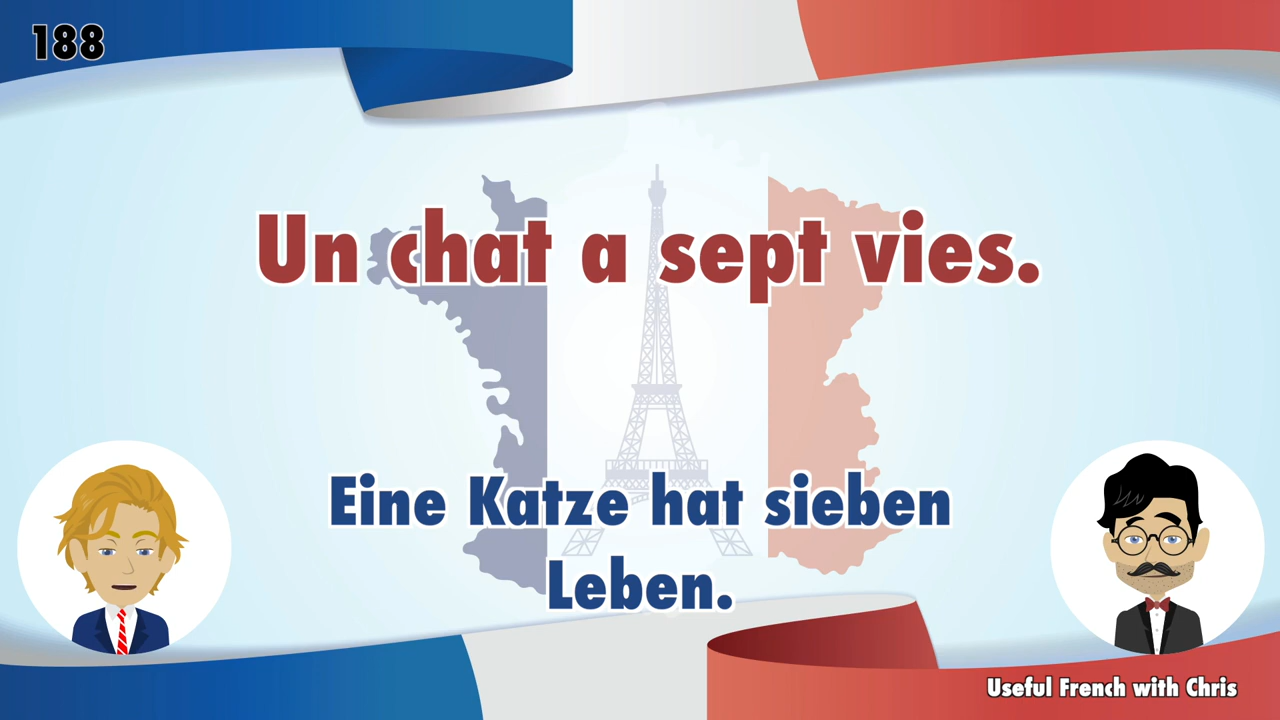 188
Un chat a sept vies.
Eine Katze hat sieben
Leben.
Useful French with Chris